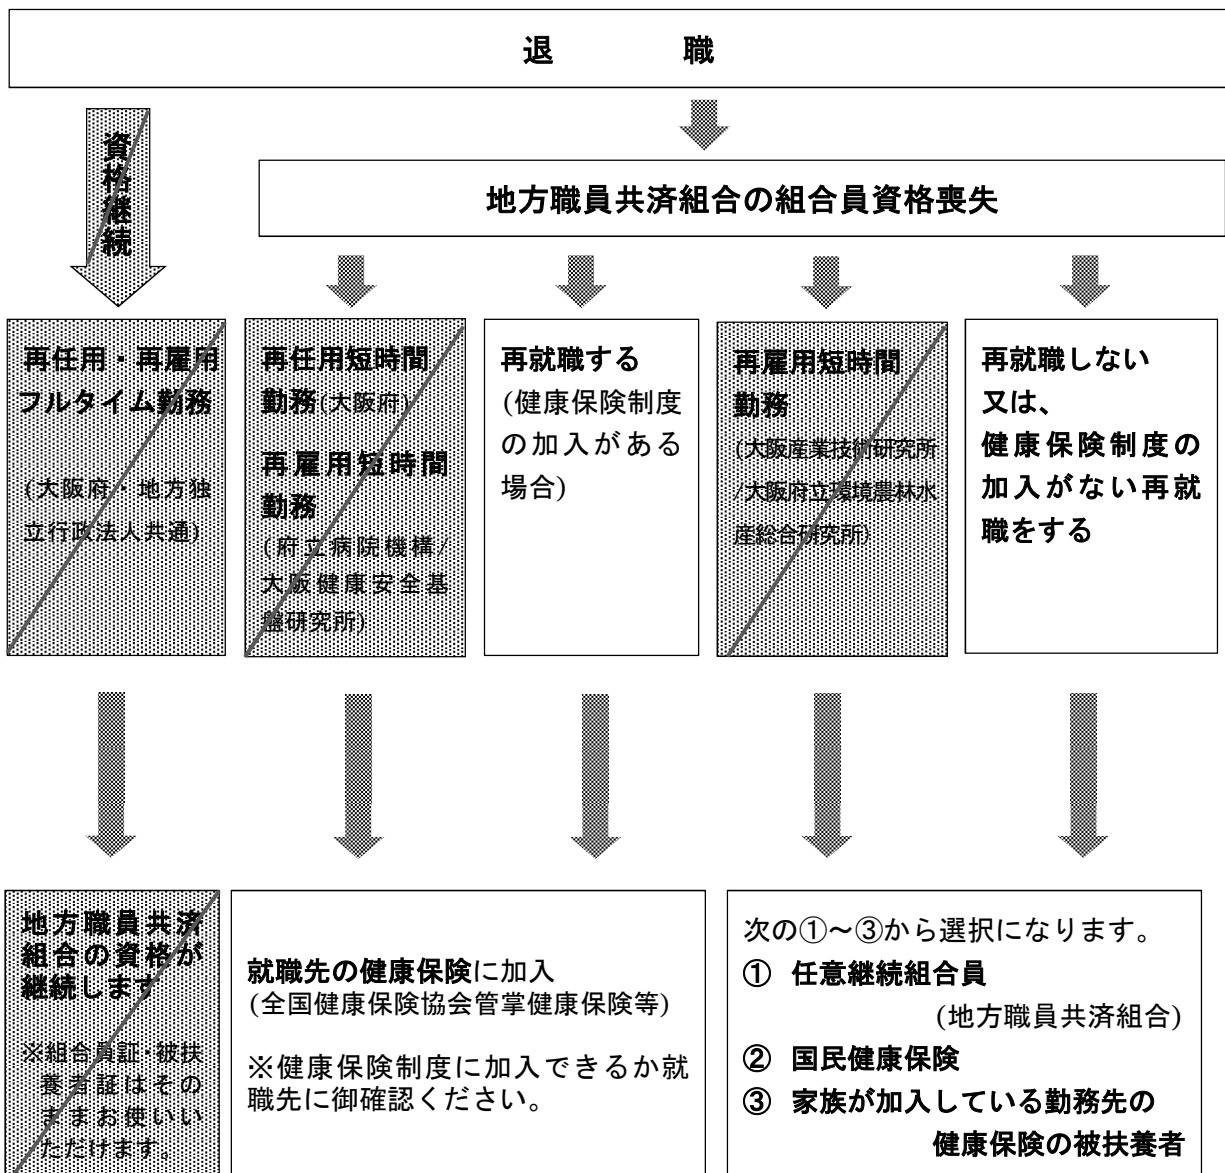 退　職
資格継続
地方職員共済組合の組合員資格喪失
再任用・再雇用
フルタイム勤務
(大阪府・地方独
立行政法人共通)
再任用短時間
勤務(大阪府)
再雇用短時間
勤務
(府立病院機構/
大阪健康安全基
盤研究所)
再就職する
(健康保険制度
の加入がある
場合)
再雇用短時間
勤務
(大阪産業技術研究所
/大阪府立環境農林水
産総合研究所)
再就職しない
又は、
健康保険制度の
加入がない再就
職をする
地方職員共済
組合の資格が
継続します
※組合員証・被扶
養者証はその
ままお使いい
ただけます。
就職先の健康保険に加入
(全国健康保険協会管掌健康保険等)
※健康保険制度に加入できるか就
職先に御確認ください。
次の①～③から選択になります。
① 任意継続組合員
(地方職員共済組合)
② 国民健康保険
③ 家族が加入している勤務先の
健康保険の被扶養者